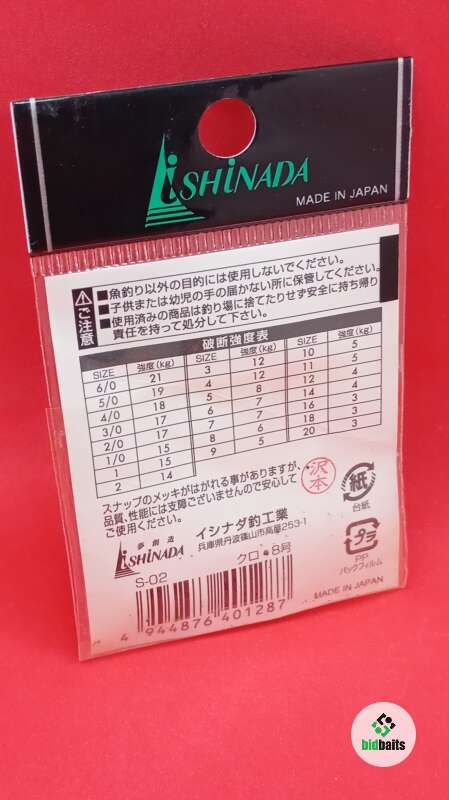 iSHiNADA
MADE IN JAPAN
ご注意
■魚釣り以外の目的には使用しないでください。
■子供または幼児の手の届かない所に保管してください。
■使用済みの商品は釣り場に捨てたりせず安全に持ち帰り
責任を持って処分して下さい。
破断強度表
SIZE 強度(kg) SIZE 強度(kg) SIZE 強度(kg)
6/0 21 3 12 10 5
5/0 19 4 12 11 5
4/0 18 5 8 12 4
3/0 17 6 7 14 4
2/0 17 7 7 16 3
1/0 15 8 6 18 3
1 15 9 5 20 3
2 14
スナップのメッキがはがれる事がありますが、
品質、性能には支障ございませんので安心して
ご使用ください。
沢本
紙
台紙
夢創造
iSHiNADA
イシナダ釣工業
兵庫県丹波篠山市高屋253-1
プラ
PP
パックフィルム
S-02
クロ・8号
MADE IN JAPAN
4 944876 401287
bidbaits